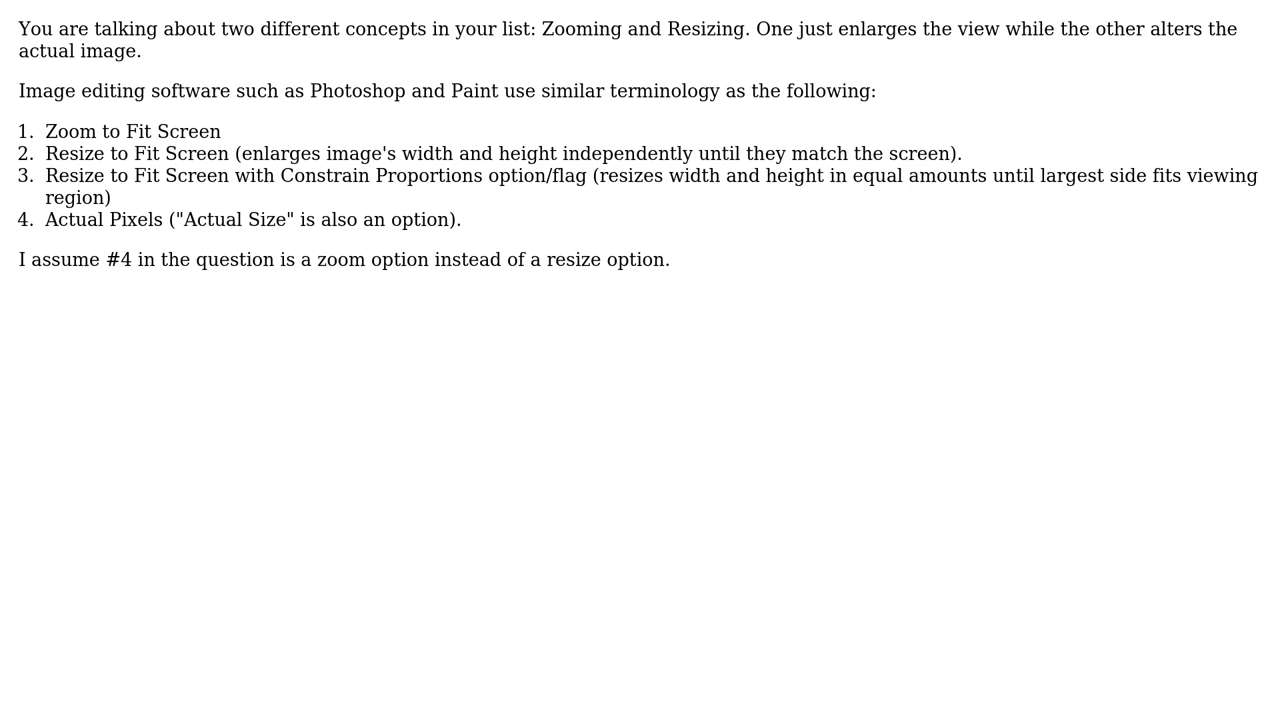 You are talking about two different concepts in your list: Zooming and Resizing. One just enlarges the view while the other alters the
actual image.
Image editing software such as Photoshop and Paint use similar terminology as the following:
1. Zoom to Fit Screen
2. Resize to Fit Screen (enlarges image's width and height independently until they match the screen).
3. Resize to Fit Screen with Constrain Proportions option/flag (resizes width and height in equal amounts until largest side fits viewing
region)
4. Actual Pixels ("Actual Size" is also an option).
I assume #4 in the question is a zoom option instead of a resize option.